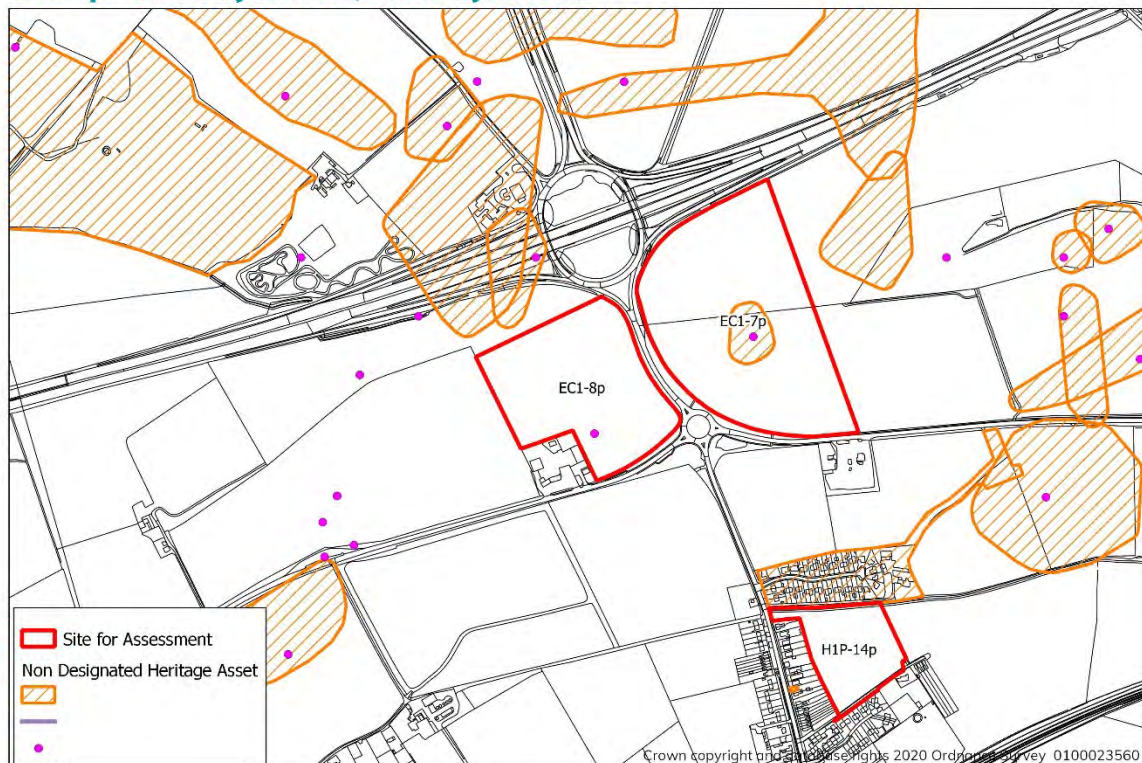 EC1-7p
EC1-8p
H1P-14p
Site for Assessment
Non Designated Heritage Asset
Crown copyright and database rights 2020 Ordnance Survey 0100023560